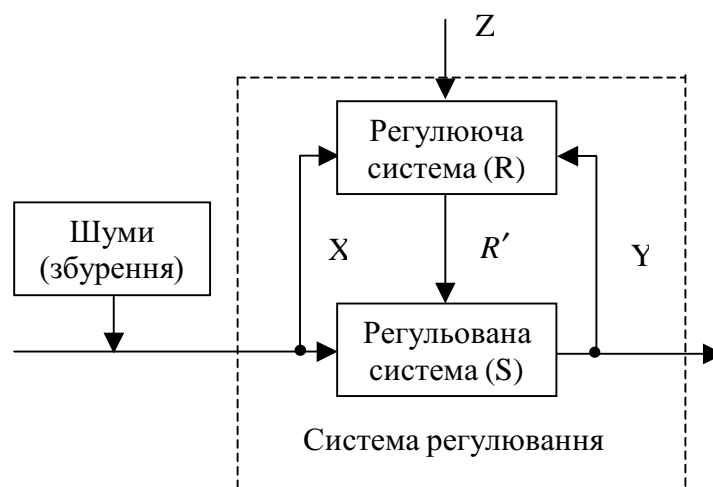 Z
Регулююча
система (R)
Шуми
(збурення)
X
R′
Y
Регульована
система (S)
Система регулювання